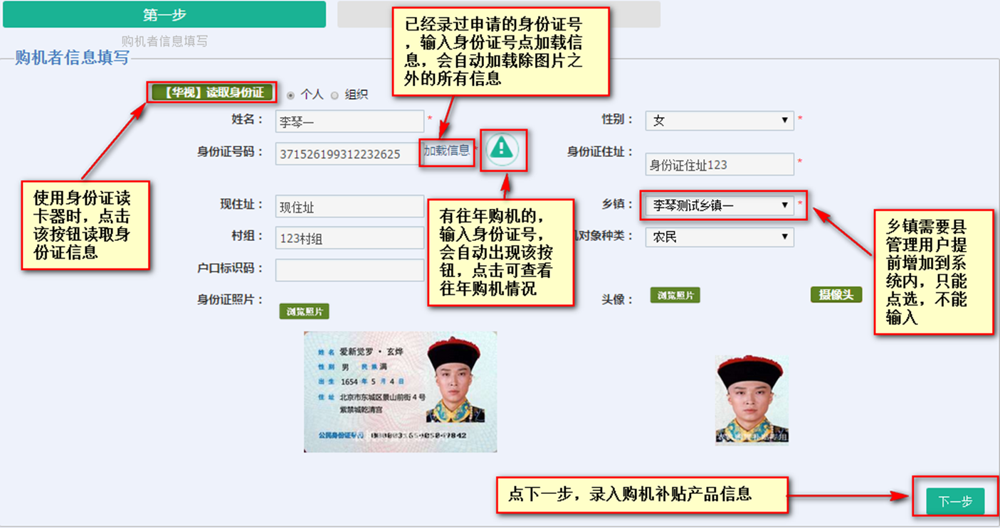 第一步
购机者信息填写
购机者信息填写
已经录过申请的身份证号
，输入身份证号点加载信
息，会自动加载除图片之
外的所有信息
【华视】读取身份证
个人
组织
姓名：
李琴一
*
性别：
女
*
身份证号码：
371526199312232625
加载信息
*
身份证住址：
身份证住址123
*
使用身份证读
卡器时，点击
该按钮读取身
份证信息
现住址：
现住址
有往年购机的，
输入身份证号，
会自动出现该按
钮，点击可查看
往年购机情况
乡镇：
李琴测试乡镇一
*
乡镇需要县
管理用户提
前增加到系
统内，只能
点选，不能
输入
村组：
123村组
对象种类：
农民
户口标识码：
身份证照片：
浏览照片
头像：
浏览照片
摄像头
姓名 爱新觉罗·玄烨
性别 男 民族 满
出生 1654 年 5 月 4 日
住址 北京市东城区景山前街4号
紫禁城乾清宫
公民身份证号
点下一步，录入购机补贴产品信息
下一步